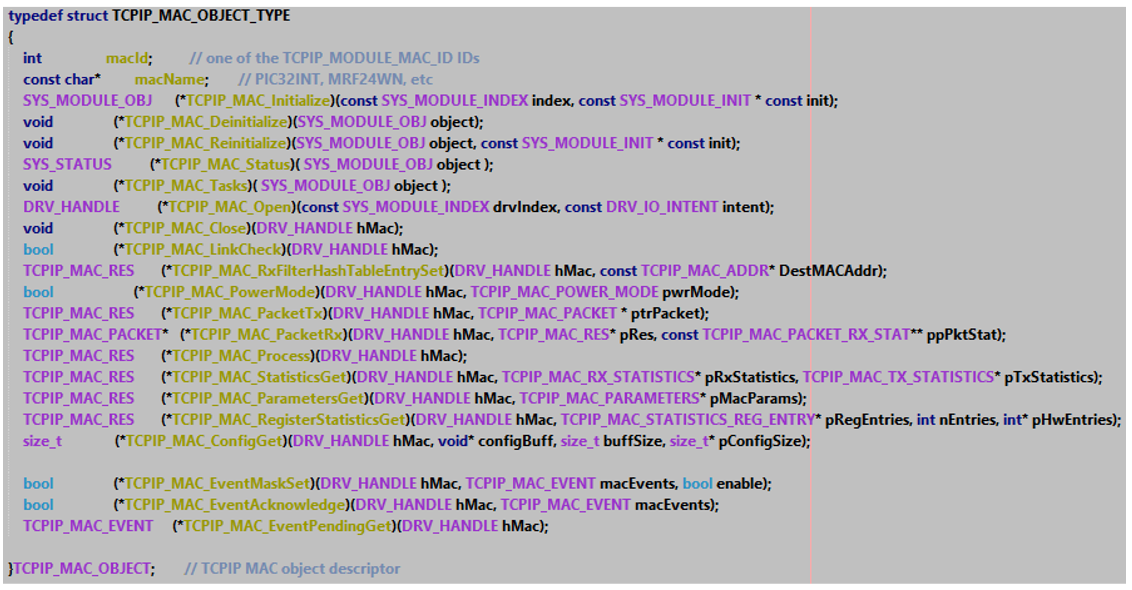 typedef struct TCPIP_MAC_OBJECT_TYPE
{
int macId; // one of the TCPIP_MODULE_MAC_ID IDs
const char* macName; // PIC32INT, MRF24WN, etc
SYS_MODULE_OBJ (*TCPIP_MAC_Initialize)(const SYS_MODULE_INDEX index, const SYS_MODULE_INIT * const init);
void (*TCPIP_MAC_Deinitialize)(SYS_MODULE_OBJ object);
void (*TCPIP_MAC_Reinitialize)(SYS_MODULE_OBJ object, const SYS_MODULE_INIT * const init);
SYS_STATUS (*TCPIP_MAC_Status)( SYS_MODULE_OBJ object );
void (*TCPIP_MAC_Tasks)( SYS_MODULE_OBJ object );
DRV_HANDLE (*TCPIP_MAC_Open)(const SYS_MODULE_INDEX drvIndex, const DRV_IO_INTENT intent);
void (*TCPIP_MAC_Close)(DRV_HANDLE hMac);
bool (*TCPIP_MAC_LinkCheck)(DRV_HANDLE hMac);
TCPIP_MAC_RES (*TCPIP_MAC_RxFilterHashTableEntrySet)(DRV_HANDLE hMac, const TCPIP_MAC_ADDR* DestMACAddr);
bool (*TCPIP_MAC_PowerMode)(DRV_HANDLE hMac, TCPIP_MAC_POWER_MODE pwrMode);
TCPIP_MAC_RES (*TCPIP_MAC_PacketTx)(DRV_HANDLE hMac, TCPIP_MAC_PACKET * ptrPacket);
TCPIP_MAC_PACKET* (*TCPIP_MAC_PacketRx)(DRV_HANDLE hMac, TCPIP_MAC_RES* pRes, const TCPIP_MAC_PACKET_RX_STAT** ppPktStat);
TCPIP_MAC_RES (*TCPIP_MAC_Process)(DRV_HANDLE hMac);
TCPIP_MAC_RES (*TCPIP_MAC_StatisticsGet)(DRV_HANDLE hMac, TCPIP_MAC_RX_STATISTICS* pRxStatistics, TCPIP_MAC_TX_STATISTICS* pTxStatistics);
TCPIP_MAC_RES (*TCPIP_MAC_ParametersGet)(DRV_HANDLE hMac, TCPIP_MAC_PARAMETERS* pMacParams);
TCPIP_MAC_RES (*TCPIP_MAC_RegisterStatisticsGet)(DRV_HANDLE hMac, TCPIP_MAC_STATISTICS_REG_ENTRY* pRegEntries, int nEntries, int* pHwEntries);
size_t (*TCPIP_MAC_ConfigGet)(DRV_HANDLE hMac, void* configBuff, size_t buffSize, size_t* pConfigSize);
bool (*TCPIP_MAC_EventMaskSet)(DRV_HANDLE hMac, TCPIP_MAC_EVENT macEvents, bool enable);
bool (*TCPIP_MAC_EventAcknowledge)(DRV_HANDLE hMac, TCPIP_MAC_EVENT macEvents);
TCPIP_MAC_EVENT (*TCPIP_MAC_EventPendingGet)(DRV_HANDLE hMac);
}TCPIP_MAC_OBJECT; // TCPIP MAC object descriptor